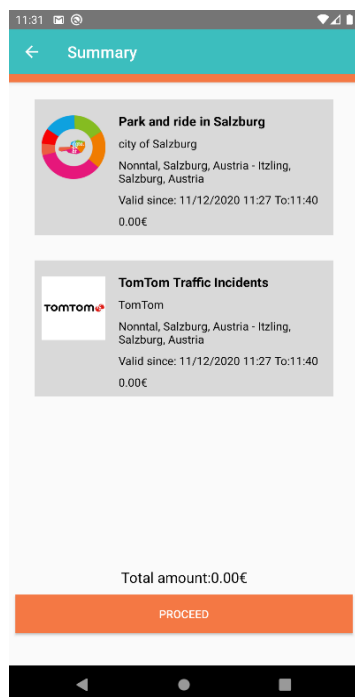 11:31
Summary
Park and ride in Salzburg
city of Salzburg
Nonntal, Salzburg, Austria - Itzling,
Salzburg, Austria
Valid since: 11/12/2020 11:27 To:11:40
0.00€
TomTom Traffic Incidents
TOMTOM
TomTom
Nonntal, Salzburg, Austria - Itzling,
Salzburg, Austria
Valid since: 11/12/2020 11:27 To:11:40
0.00€
Total amount:0.00€
PROCEED